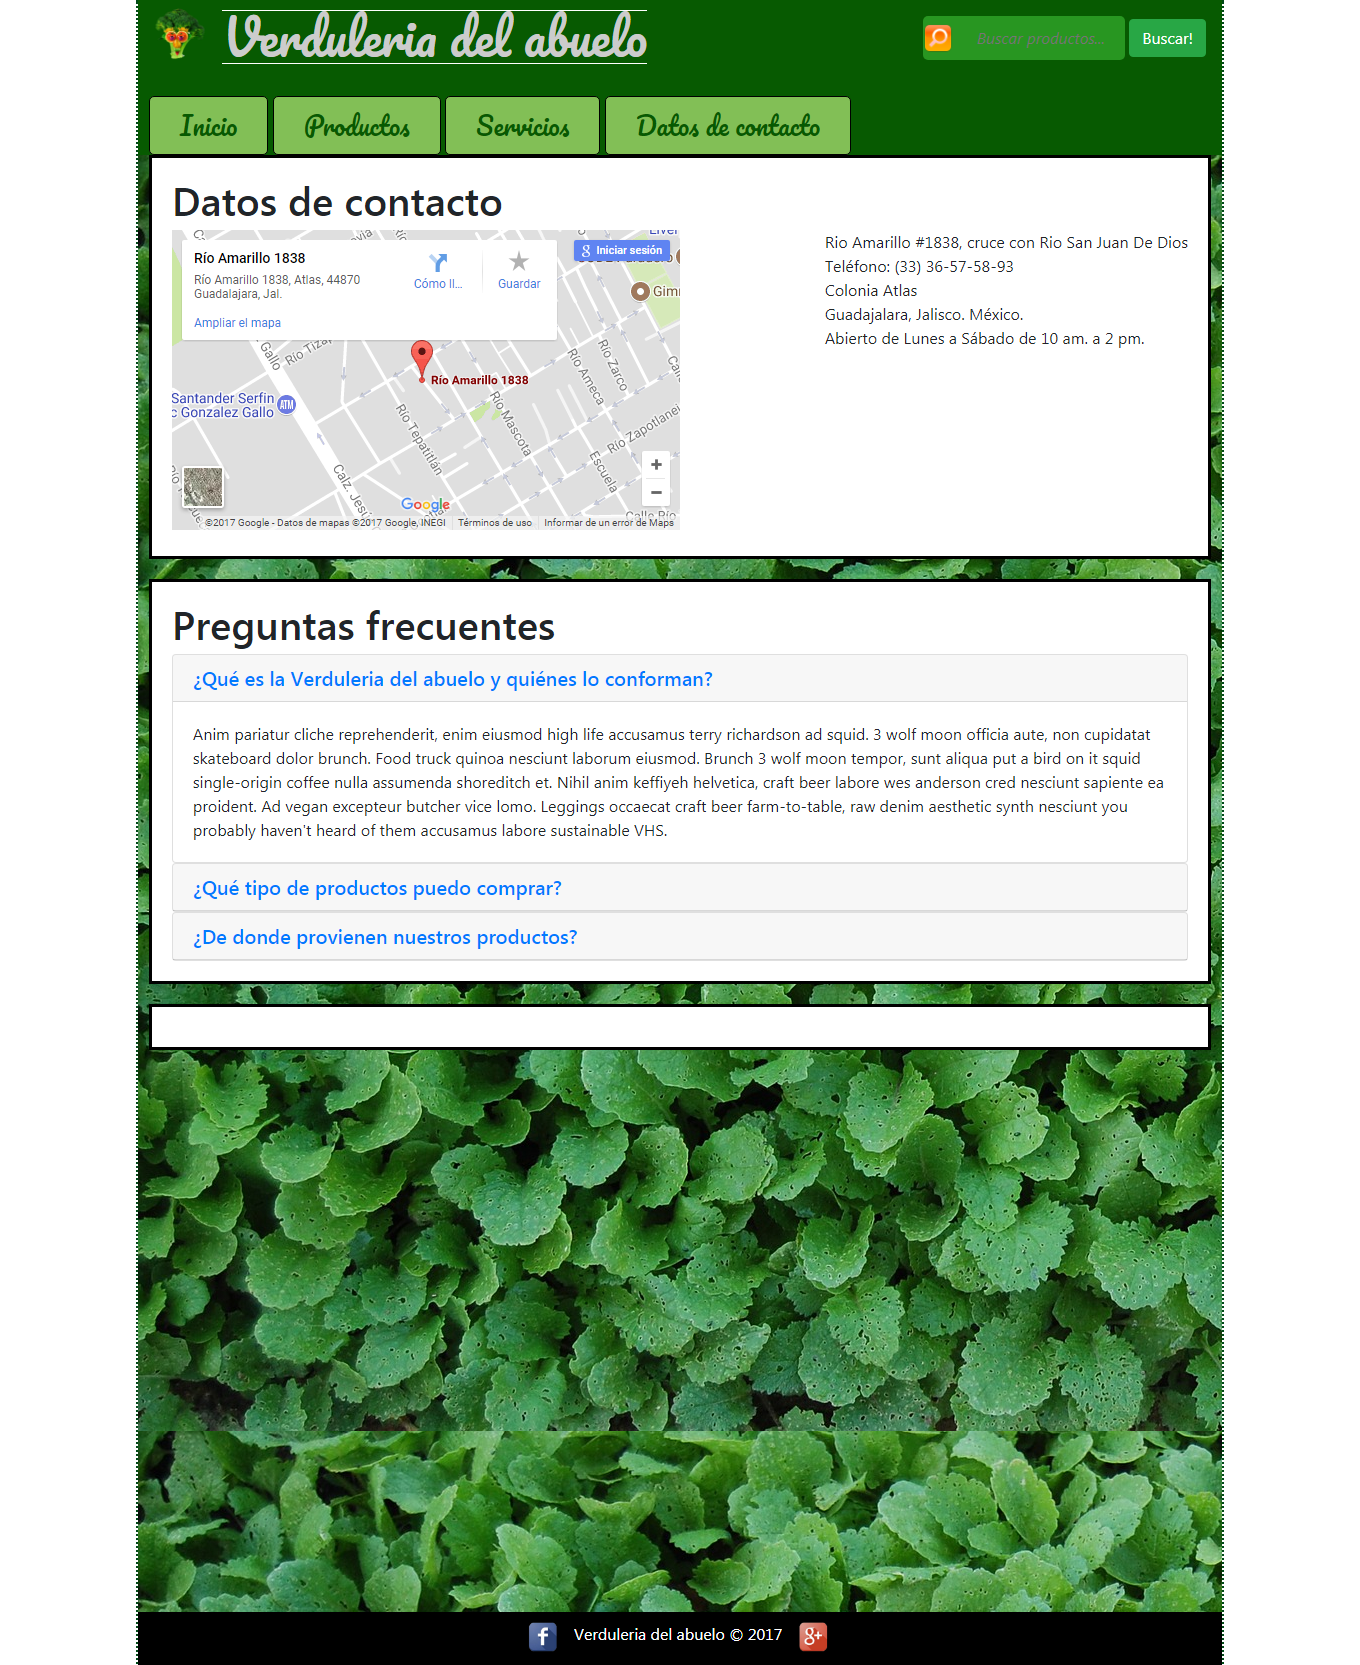 Verduleria del abuelo
Buscar productos...
Buscar!
Inicio
Productos
Servicios
Datos de contacto
Datos de contacto
Río Amarillo 1838
Río Amarillo 1838, Atlas, 44870
Guadalajara, Jal.
Ampliar el mapa
Cómo ll...
Guardar
Iniciar sesión
Gimn
Gallo
Río Tiza
Río Amarillo 1838
Santander Serfin
c Gonzalez Gallo
ATM
Río Tepatitlán
Río Mascota
Río Ameca
Río Zarco
Río Zapotlanej
Escuela
Calz. Jesú
Calle Río
Google
©2017 Google - Datos de mapas ©2017 Google, INEGI
Términos de uso
Informar de un error de Maps
Rio Amarillo #1838, cruce con Rio San Juan De Dios
Teléfono: (33) 36-57-58-93
Colonia Atlas
Guadajalara, Jalisco. México.
Abierto de Lunes a Sábado de 10 am. a 2 pm.
Preguntas frecuentes
¿Qué es la Verduleria del abuelo y quiénes lo conforman?
Anim pariatur cliche reprehenderit, enim eiusmod high life accusamus terry richardson ad squid. 3 wolf moon officia aute, non cupidatat
skateboard dolor brunch. Food truck quinoa nesciunt laborum eiusmod. Brunch 3 wolf moon tempor, sunt aliqua put a bird on it squid
single-origin coffee nulla assumenda shoreditch et. Nihil anim keffiyeh helvetica, craft beer labore wes anderson cred nesciunt sapiente ea
proident. Ad vegan excepteur butcher vice lomo. Leggings occaecat craft beer farm-to-table, raw denim aesthetic synth nesciunt you
probably haven't heard of them accusamus labore sustainable VHS.
¿Qué tipo de productos puedo comprar?
¿De donde provienen nuestros productos?
Verduleria del abuelo © 2017